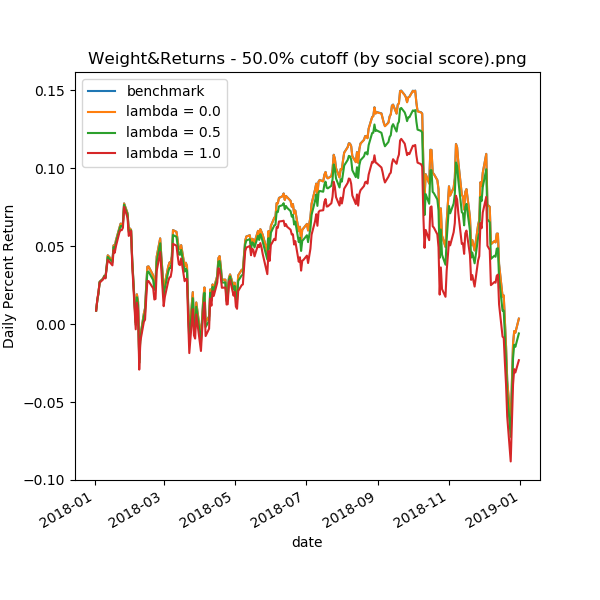 Weight&Returns - 50.0% cutoff (by social score).png
benchmark
lambda = 0.0
lambda = 0.5
lambda = 1.0
Daily Percent Return
0.15
0.10
0.05
0.00
−0.05
−0.10
2018-01
2018-03
2018-05
2018-07
2018-09
2018-11
2019-01
date